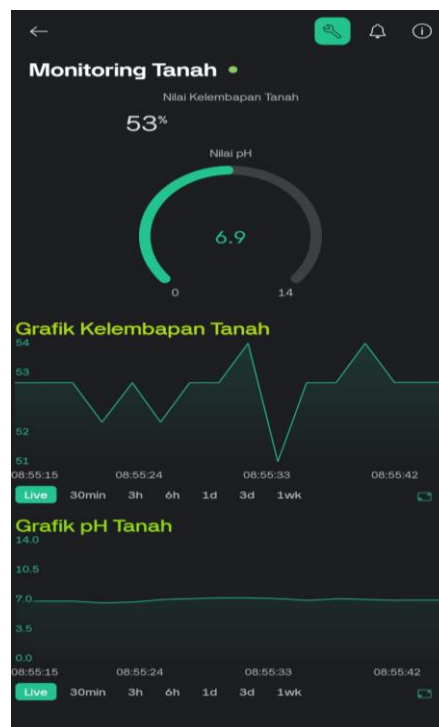 Monitoring Tanah
Nilai Kelembapan Tanah
53%
Nilai pH
6.9
0 14
Grafik Kelembapan Tanah
54
53
52
51
08:55:15 08:55:24 08:55:33 08:55:42
Live 30min 3h 6h 1d 3d 1wk
Grafik pH Tanah
14.0
10.5
7.0
3.5
0.0
08:55:15 08:55:24 08:55:33 08:55:42
Live 30min 3h 6h 1d 3d 1wk